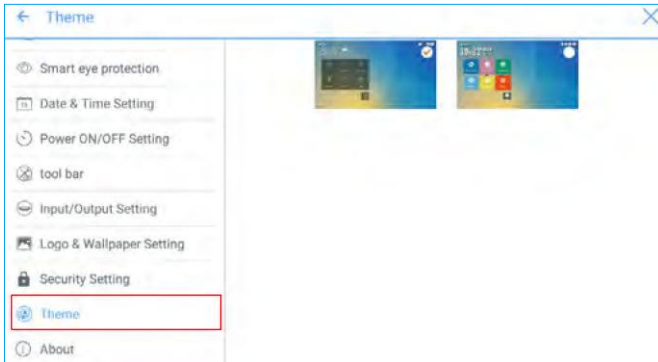 Theme
Smart eye protection
Date & Time Setting
Power ON/OFF Setting
tool bar
Input/Output Setting
Logo & Wallpaper Setting
Security Setting
Theme
About